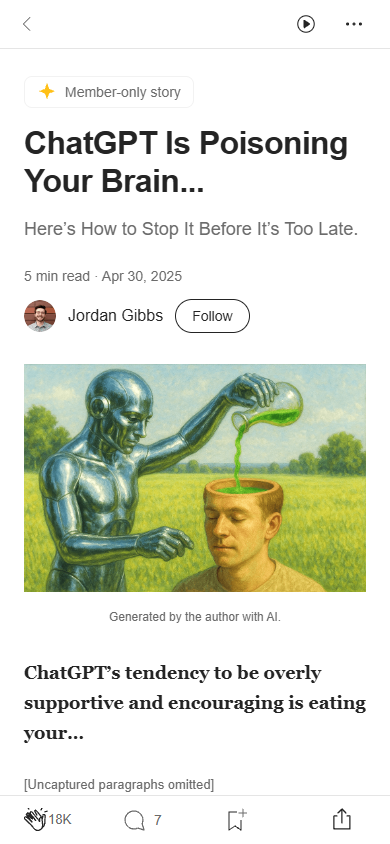 Member-only story
ChatGPT Is Poisoning
Your Brain...
Here’s How to Stop It Before It’s Too Late.
5 min read · Apr 30, 2025
Jordan Gibbs
Follow
Generated by the author with AI.
ChatGPT’s tendency to be overly
supportive and encouraging is eating
your...
[Uncaptured paragraphs omitted]
18K
7